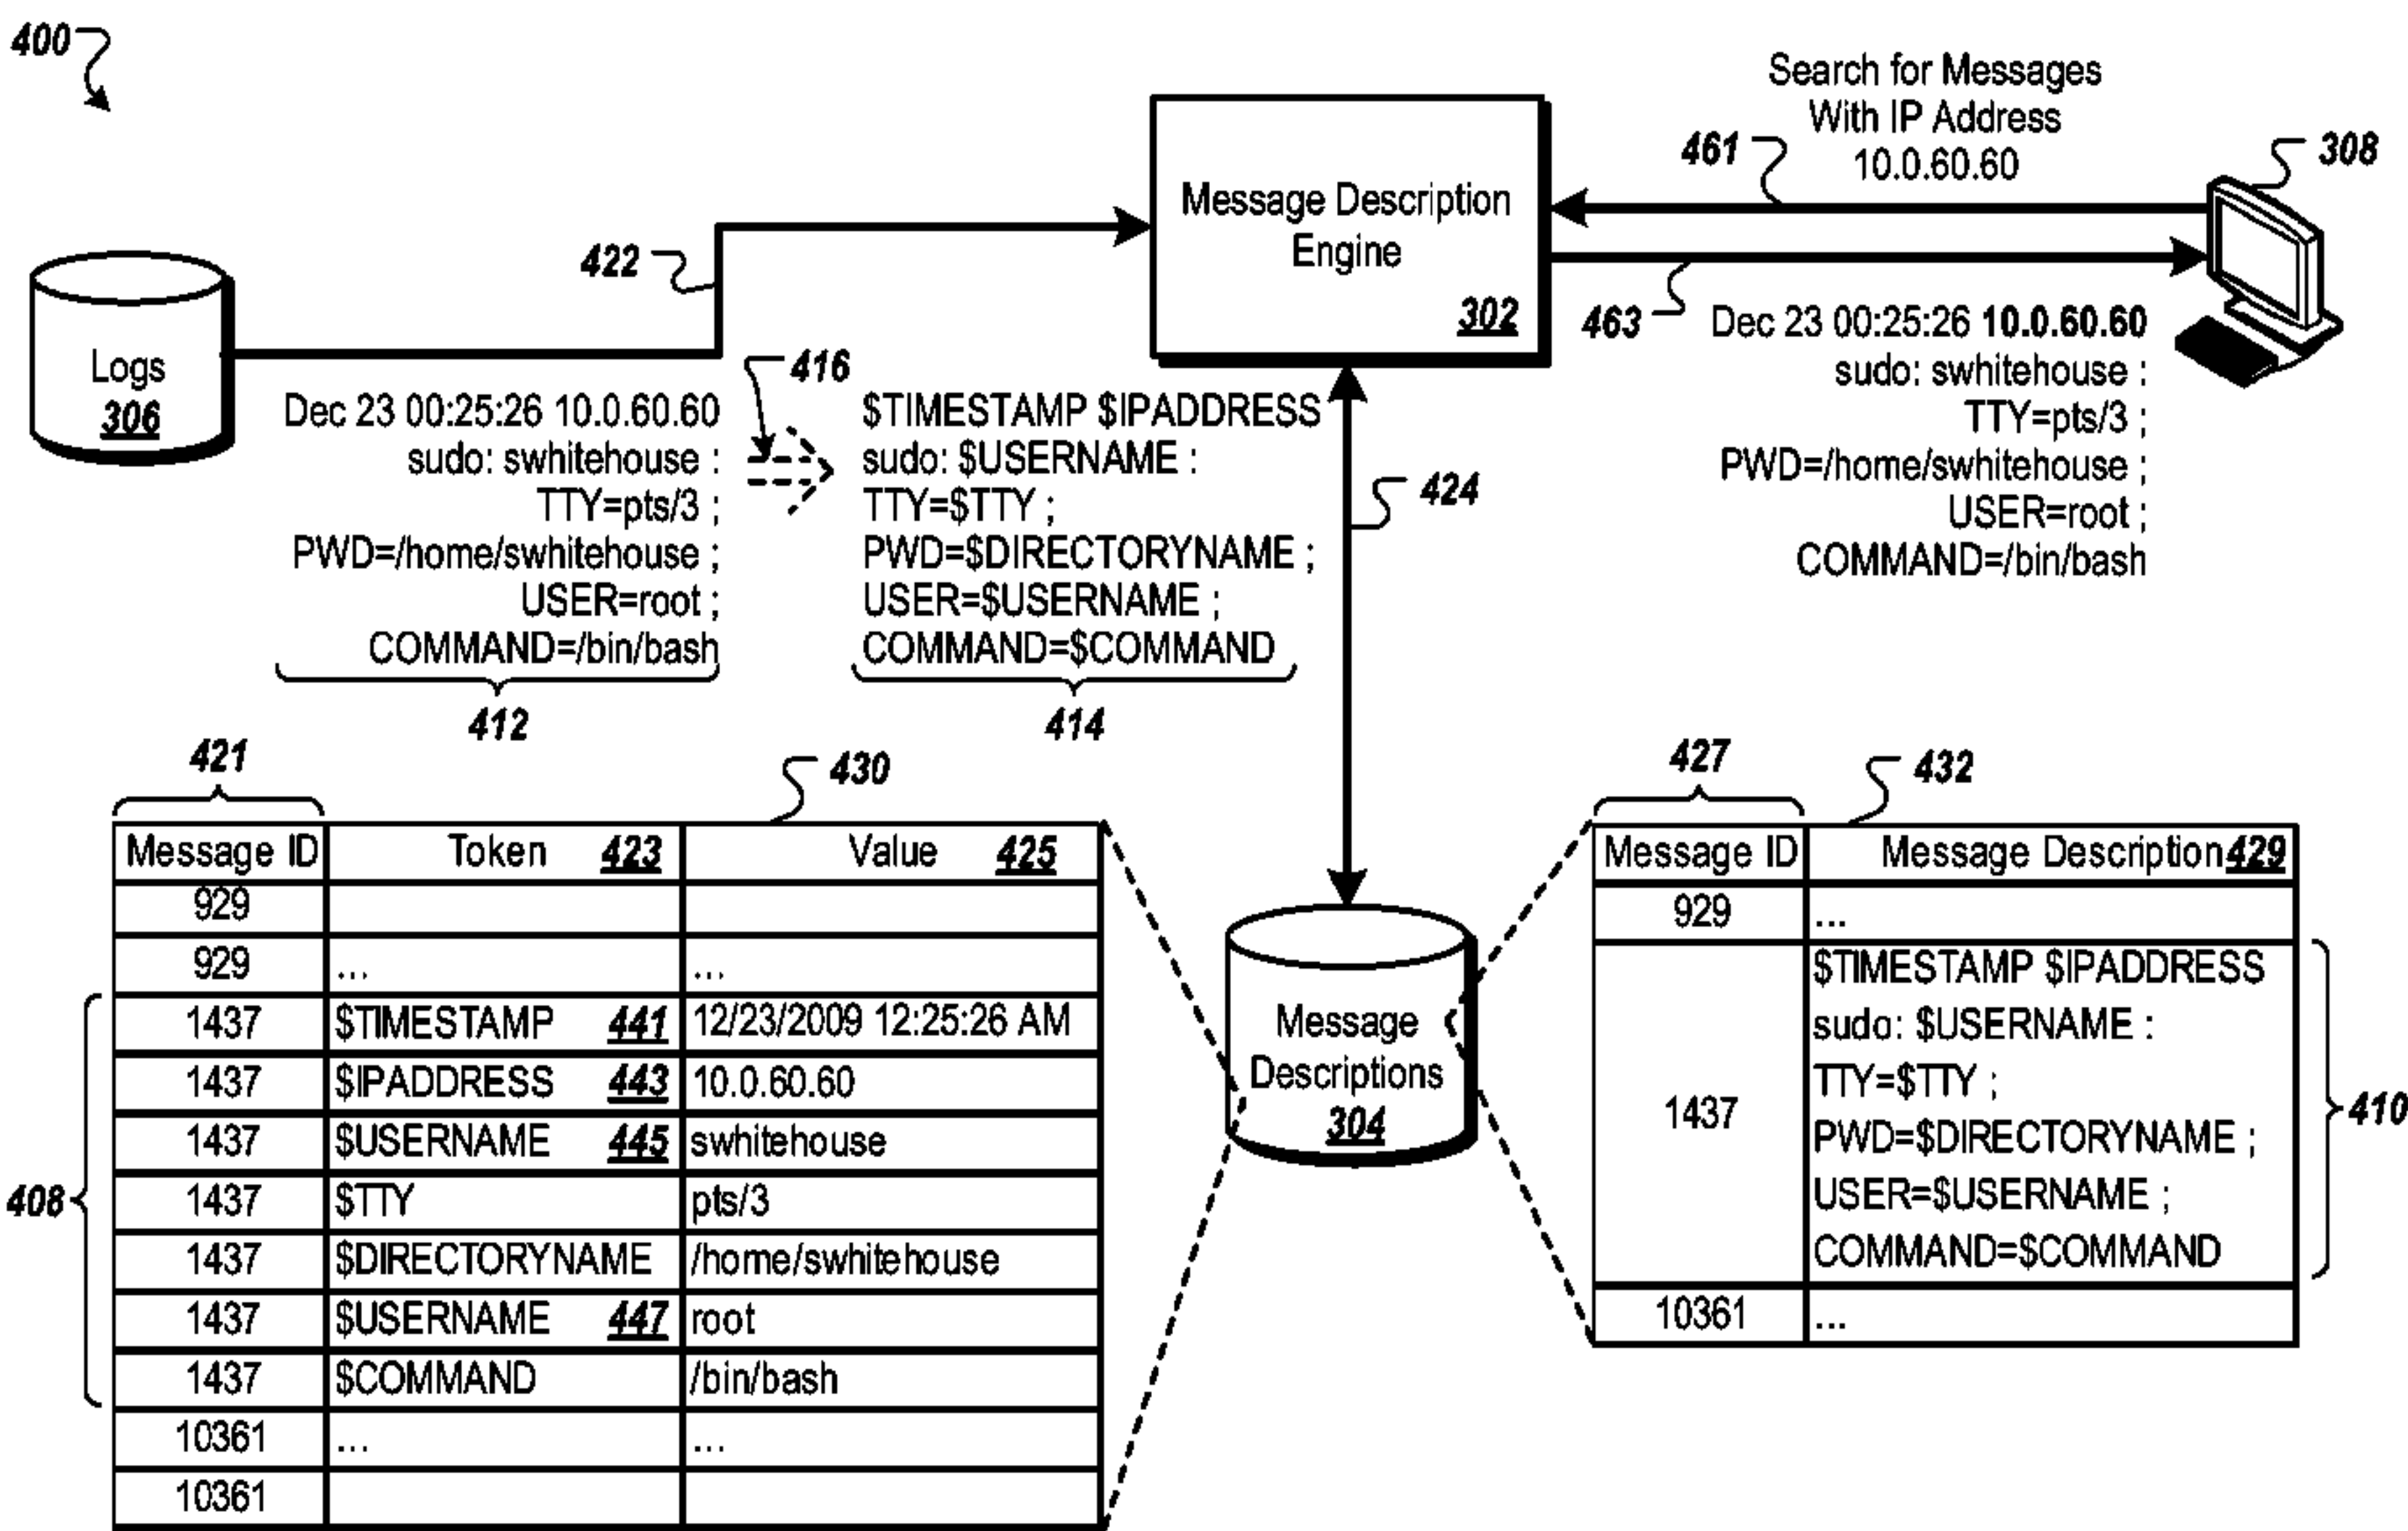 400
Search for Messages
With IP Address
10.0.60.60
461
308
Message Description
Engine
302
422
463
Logs
306
416
Dec 23 00:25:26 10.0.60.60
sudo: swhitehouse :
TTY=pts/3 ;
PWD=/home/swhitehouse ;
USER=root ;
COMMAND=/bin/bash
412
$TIMESTAMP $IPADDRESS
sudo: $USERNAME :
TTY=$TTY ;
PWD=$DIRECTORYNAME ;
USER=$USERNAME ;
COMMAND=$COMMAND
414
424
Dec 23 00:25:26 10.0.60.60
sudo: swhitehouse :
TTY=pts/3 ;
PWD=/home/swhitehouse ;
USER=root ;
COMMAND=/bin/bash
421
430
Message ID Token 423 Value 425
929
929 ... ...
1437 $TIMESTAMP 441 12/23/2009 12:25:26 AM
1437 $IPADDRESS 443 10.0.60.60
1437 $USERNAME 445 swhitehouse
1437 $TTY pts/3
1437 $DIRECTORYNAME /home/swhitehouse
1437 $USERNAME 447 root
1437 $COMMAND /bin/bash
10361 ... ...
10361
408
Message
Descriptions
304
427
432
Message ID Message Description 429
929 ...
1437
$TIMESTAMP $IPADDRESS
sudo: $USERNAME :
TTY=$TTY ;
PWD=$DIRECTORYNAME ;
USER=$USERNAME ;
COMMAND=$COMMAND
10361 ...
410